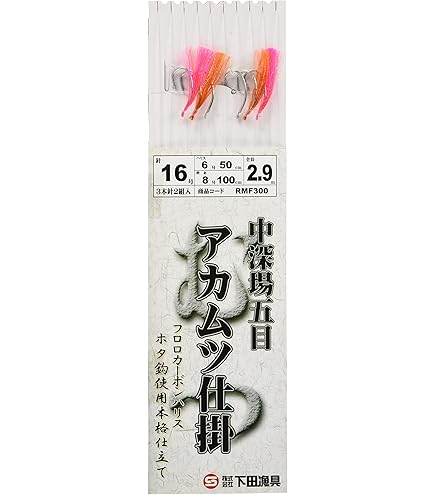 針 16号
3本針2組入
ハリス 6号 50cm
幹糸 8号 100cm
全長 2.9m
商品コード RMF300
むつ
中深場五目
アカムツ仕掛
フロロカーボンハリス
ホタ鈎使用本格仕立て
株式会社 下田漁具